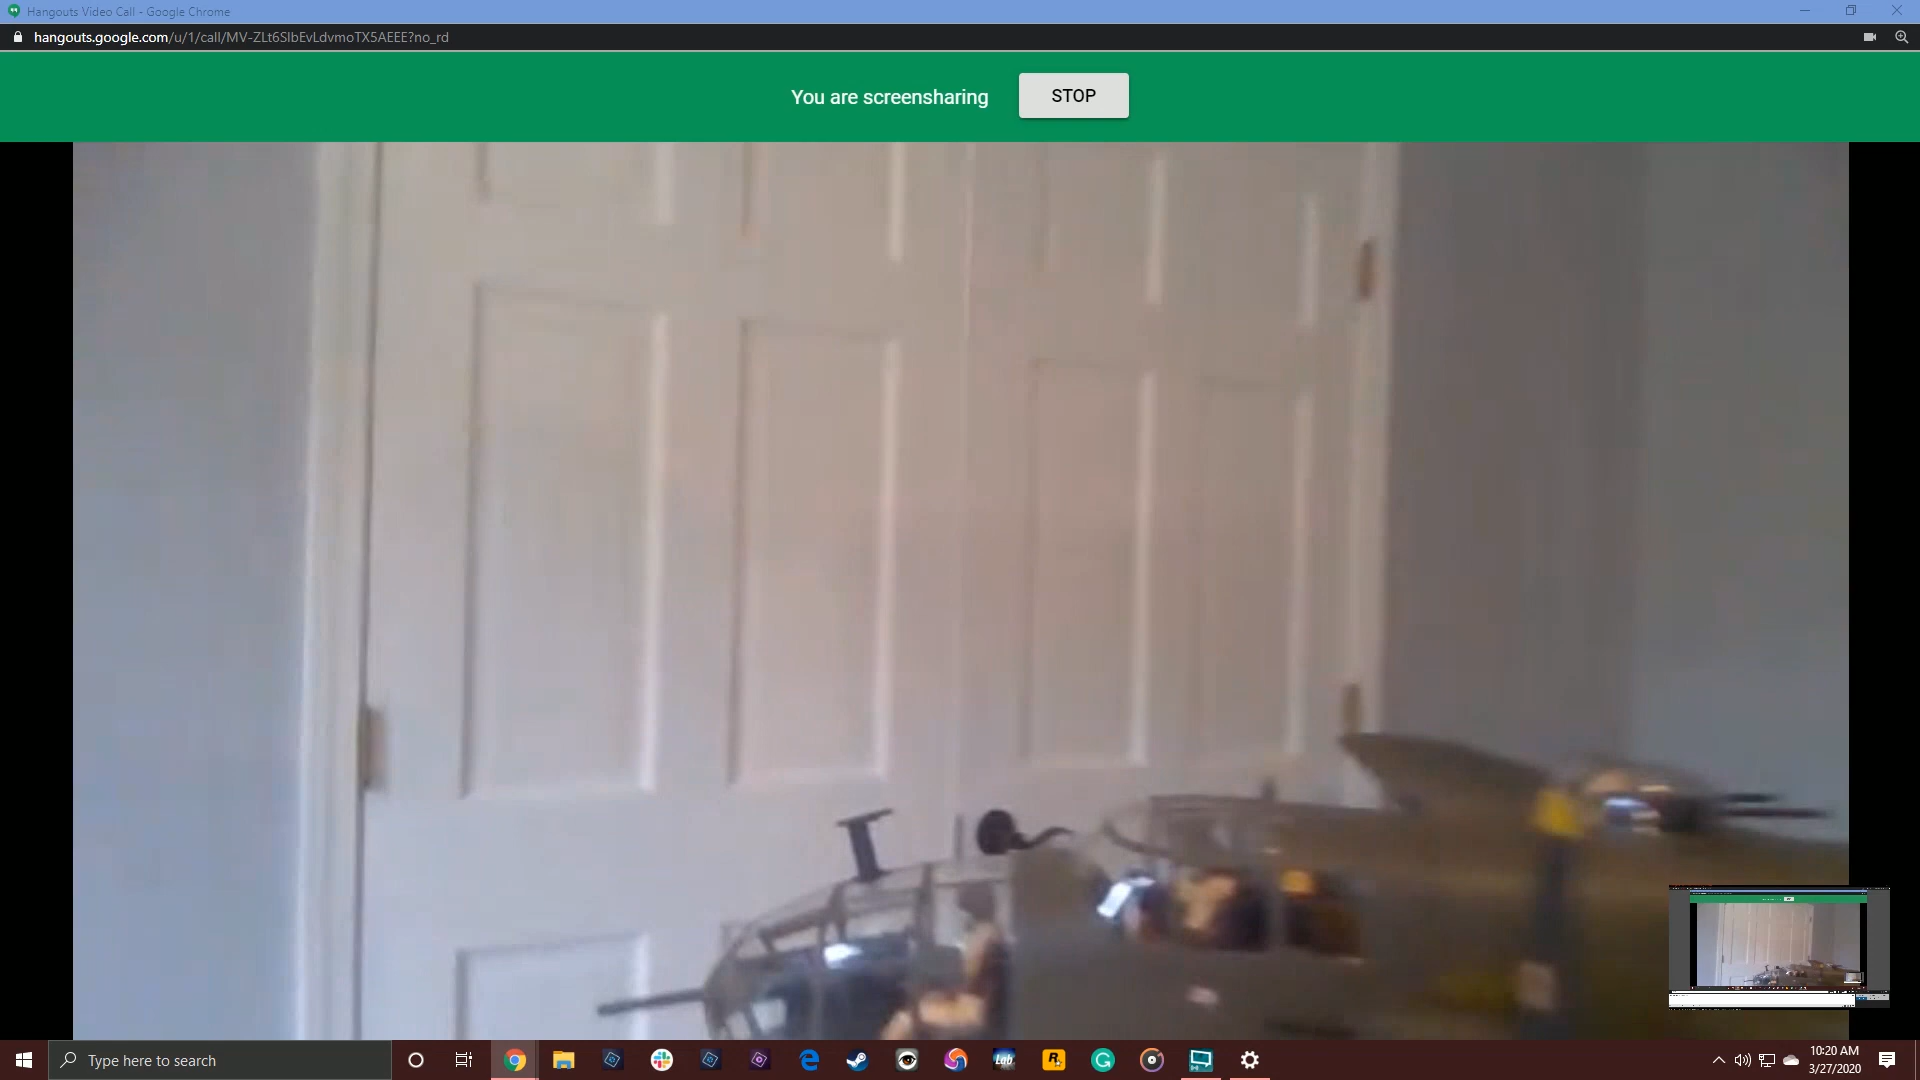 Hangouts Video Call - Google Chrome
hangouts.google.com/u/1/call/MV-ZLt6SlbEvLdvmoTX5AEEE?no_rd
You are screensharing STOP
Type here to search
Lab
10:20 AM
3/27/2020